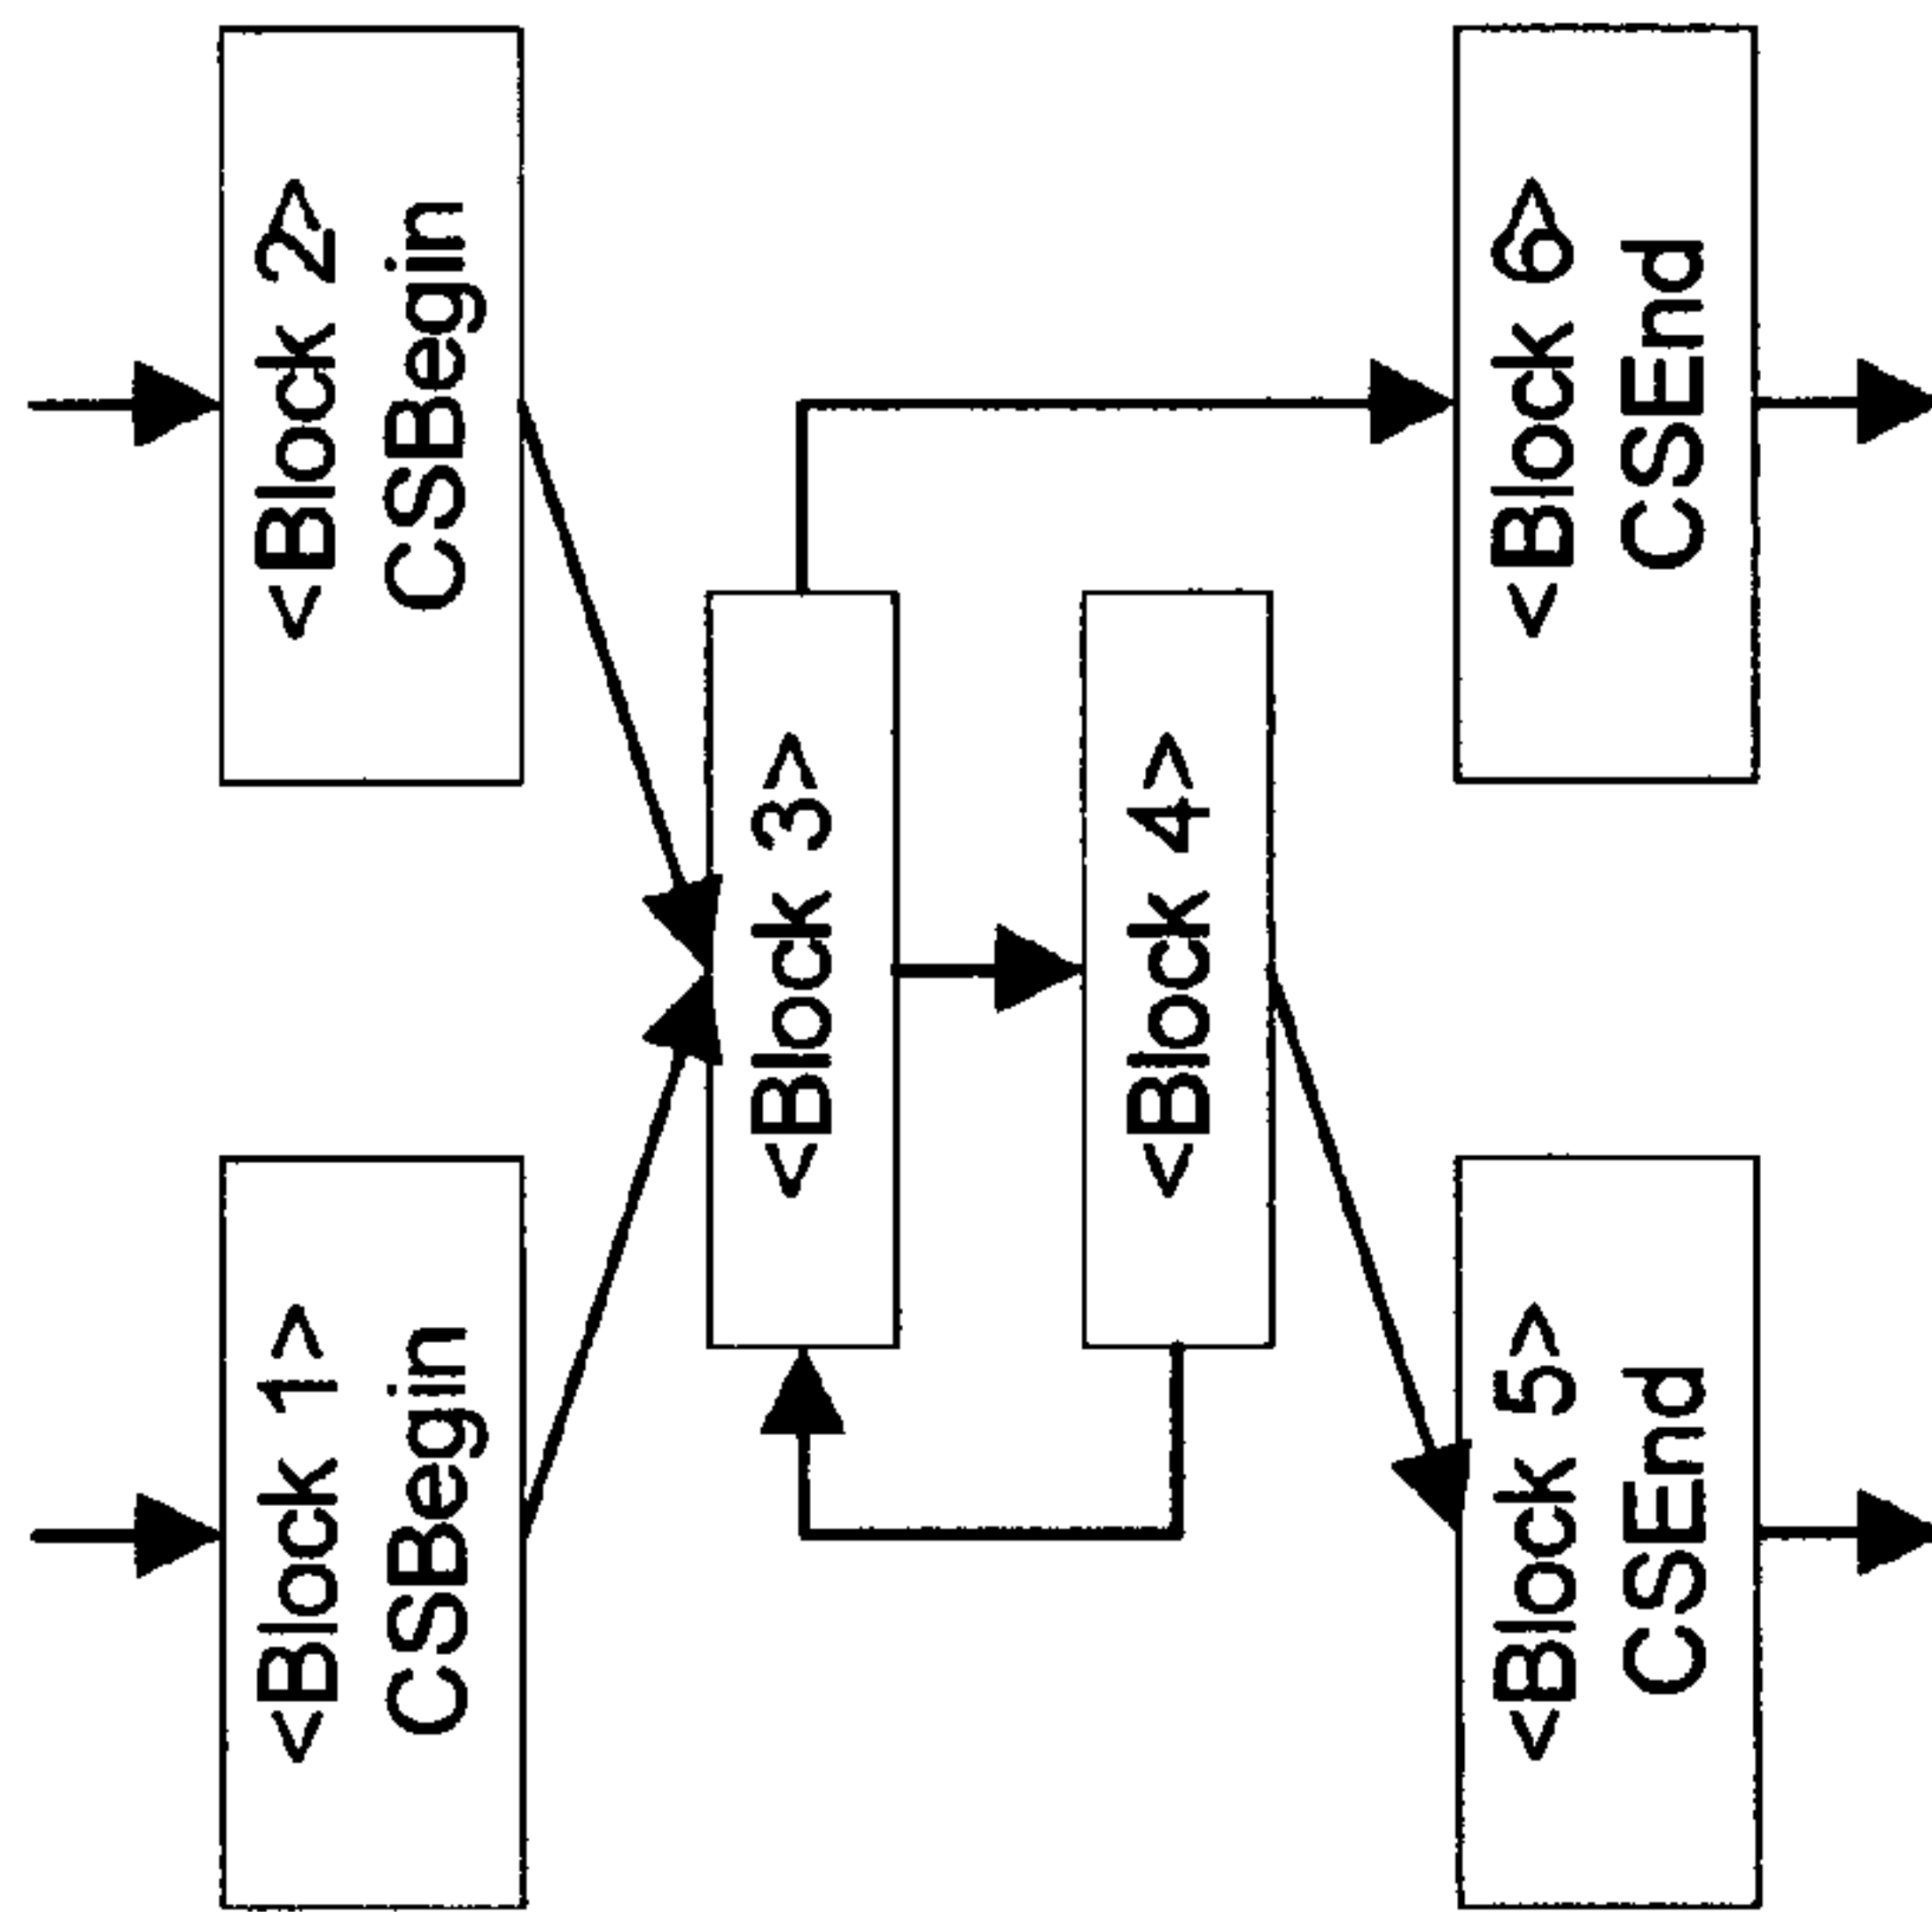 <Block 1>
CSBegin
<Block 2>
CSBegin
<Block 3>
<Block 4>
<Block 5>
CSEnd
<Block 6>
CSEnd